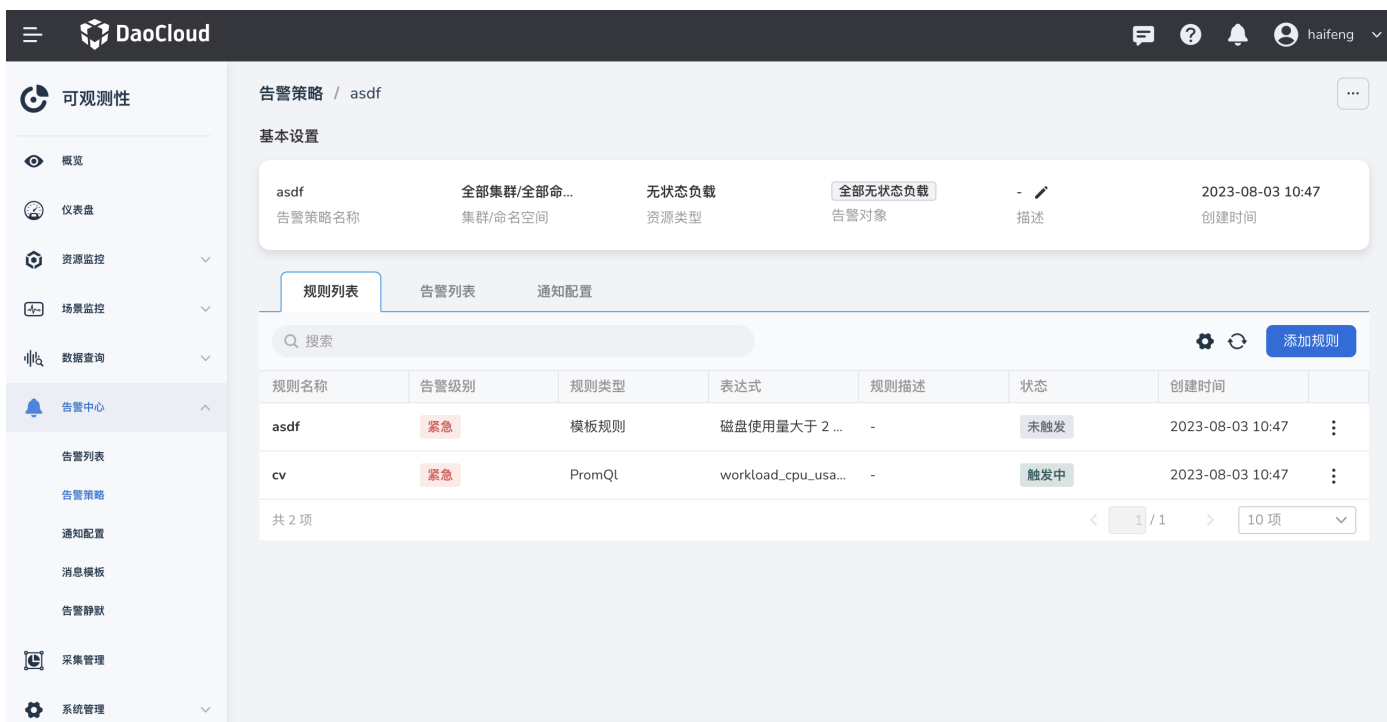 DaoCloud
haifeng
可观测性
概览
仪表盘
资源监控
场景监控
数据查询
告警中心
告警列表
告警策略
通知配置
消息模板
告警静默
采集管理
系统管理
告警策略 / asdf
基本设置
asdf 全部集群/全部命... 无状态负载 全部无状态负载 - 2023-08-03 10:47
告警策略名称 集群/命名空间 资源类型 告警对象 描述 创建时间
规则列表 告警列表 通知配置
搜索 添加规则
规则名称 告警级别 规则类型 表达式 规则描述 状态 创建时间
asdf 紧急 模板规则 磁盘使用量大于 2 ... - 未触发 2023-08-03 10:47
cv 紧急 PromQl workload_cpu_usa... - 触发中 2023-08-03 10:47
共 2 项 1 / 1 10 项